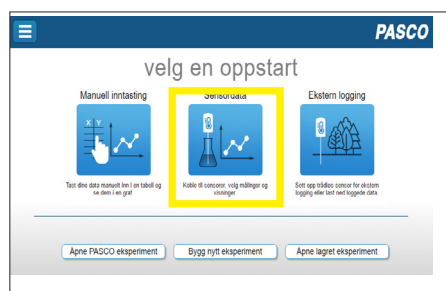 PASCO
velg en oppstart
Manuell inntasting
Sensordata
Ekstern logging
X Y
Tast dine data manuelt inn i en tabell og
se dem i en graf
Koble til sensorer, velg målinger og
visninger
Sett opp trådløs sensor for ekstern
logging eller last ned loggede data
Åpne PASCO eksperiment
Bygg nytt eksperiment
Åpne lagret eksperiment